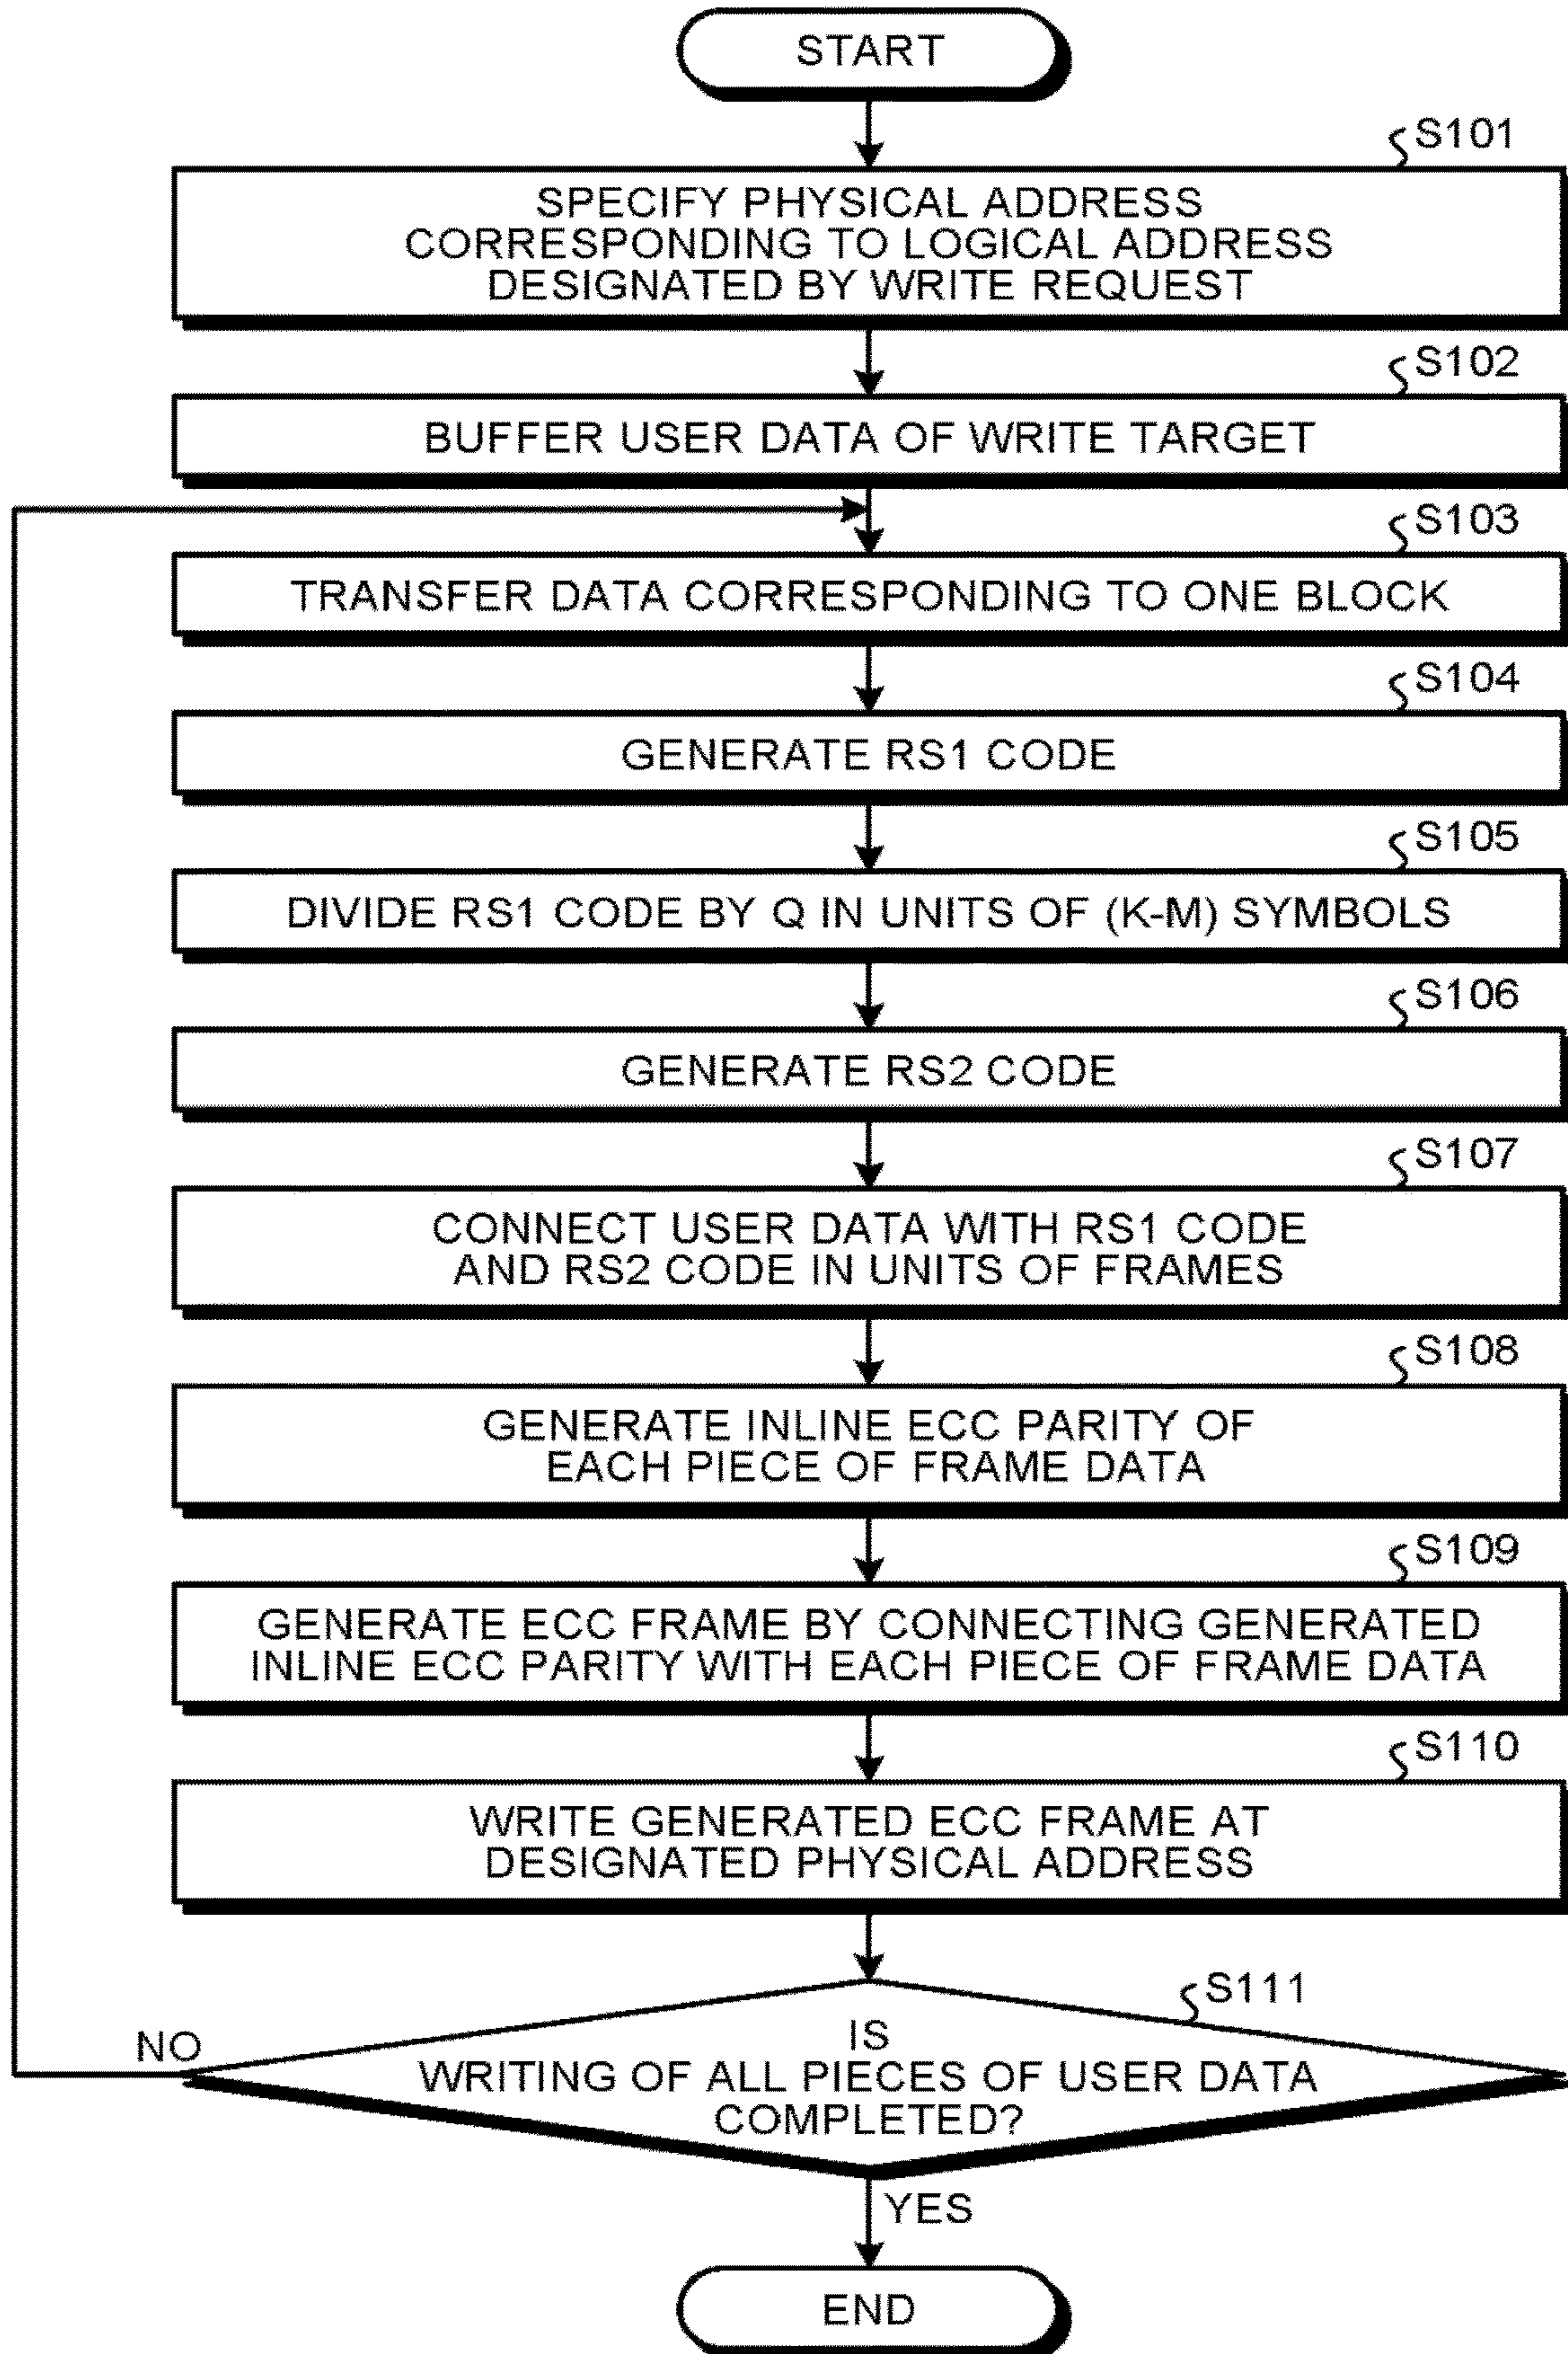 START
S101
SPECIFY PHYSICAL ADDRESS
CORRESPONDING TO LOGICAL ADDRESS
DESIGNATED BY WRITE REQUEST
S102
BUFFER USER DATA OF WRITE TARGET
S103
TRANSFER DATA CORRESPONDING TO ONE BLOCK
S104
GENERATE RS1 CODE
S105
DIVIDE RS1 CODE BY Q IN UNITS OF (K-M) SYMBOLS
S106
GENERATE RS2 CODE
S107
CONNECT USER DATA WITH RS1 CODE
AND RS2 CODE IN UNITS OF FRAMES
S108
GENERATE INLINE ECC PARITY OF
EACH PIECE OF FRAME DATA
S109
GENERATE ECC FRAME BY CONNECTING GENERATED
INLINE ECC PARITY WITH EACH PIECE OF FRAME DATA
S110
WRITE GENERATED ECC FRAME AT
DESIGNATED PHYSICAL ADDRESS
S111
NO
IS
WRITING OF ALL PIECES OF USER DATA
COMPLETED?
YES
END